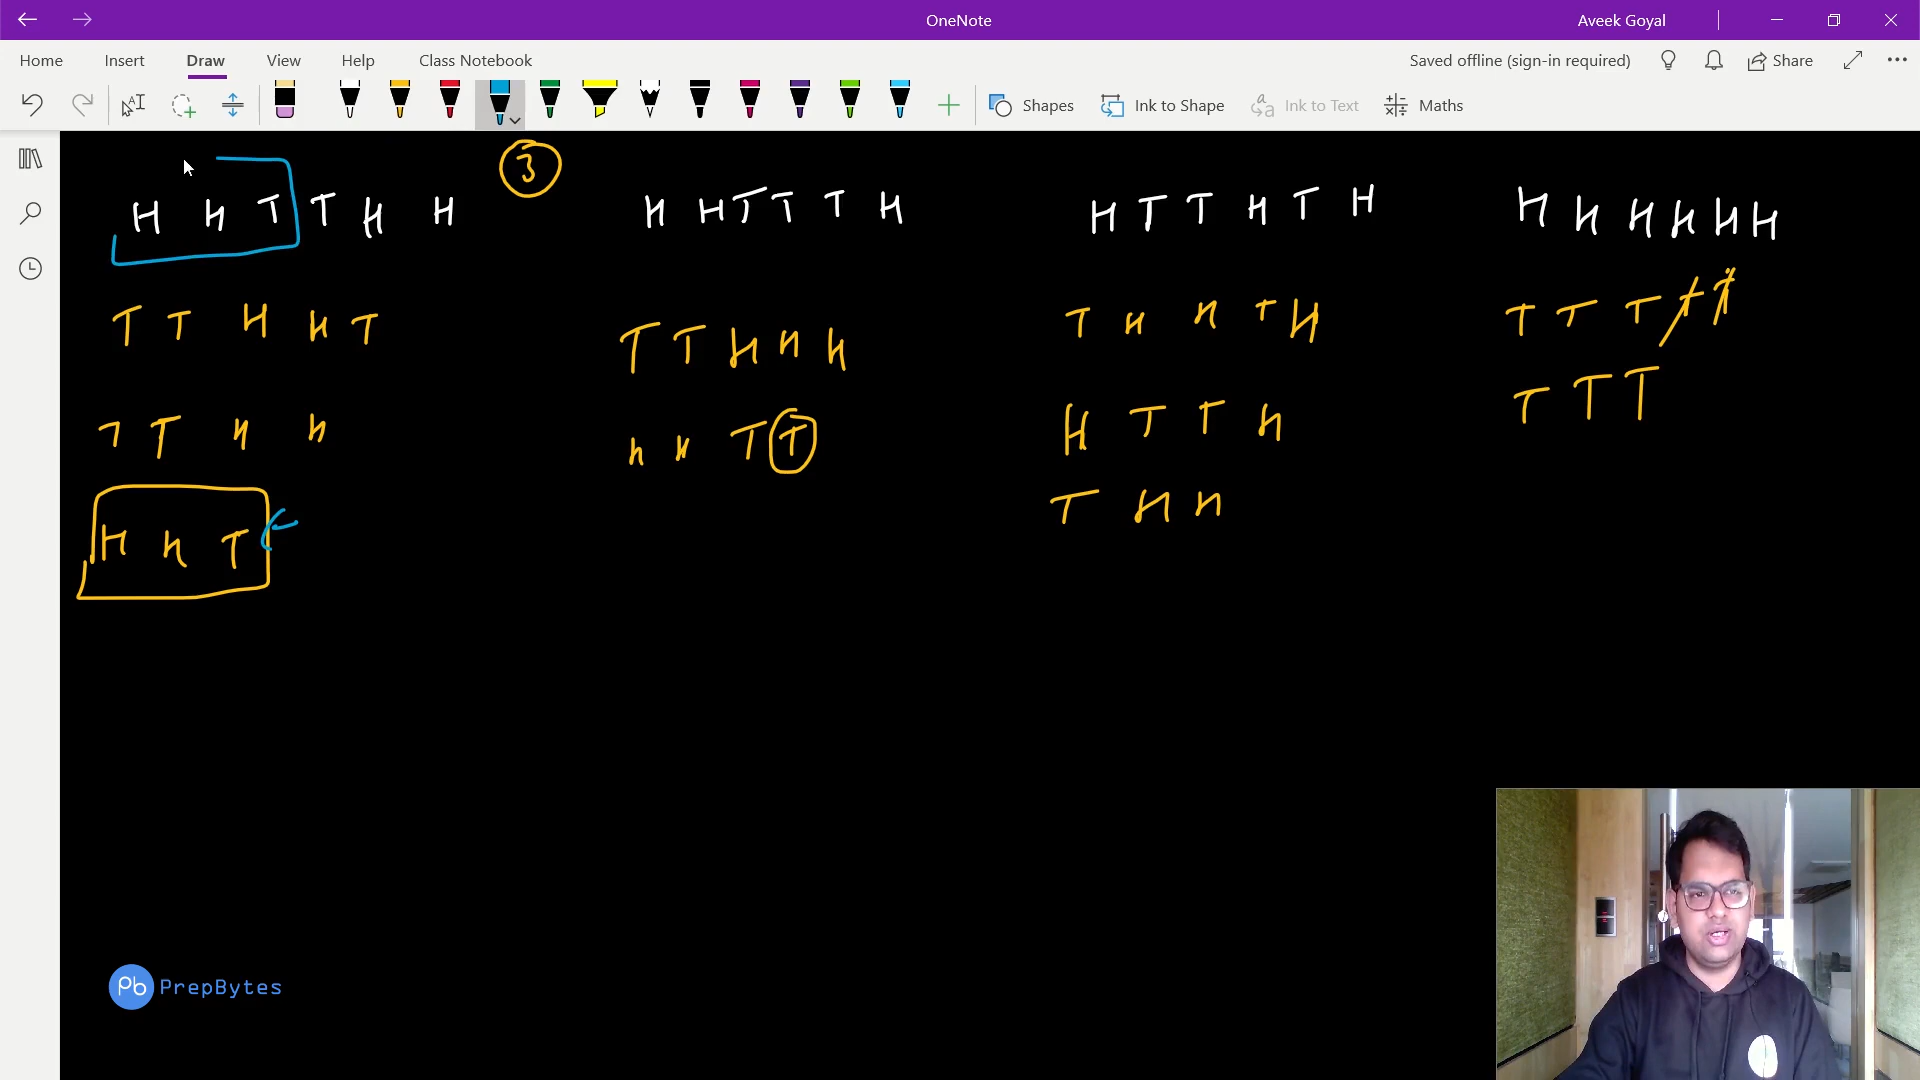 OneNote
Aveek Goyal
Home Insert Draw View Help Class Notebook
Saved offline (sign-in required) Share
Shapes Ink to Shape Ink to Text Maths
3
H H T T H H
H H T T T H
H T T H T H
H H H H H H
T T H H T
T T H H H
T H H T H
T T T T T
T T H H
H H T T
H T T H
T T T
H H T
T H H
Pb PrepBytes